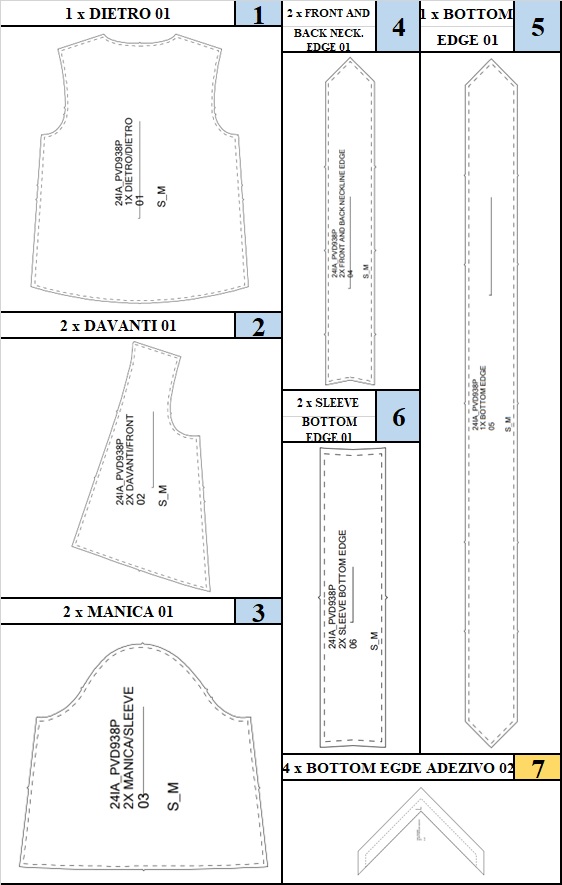 1 x DIETRO 01
1
24IA_PVD938P
1X DIETRO/DIETRO
01
S_M
2 x DAVANTI 01
2
24IA_PVD938P
2X DAVANTI/FRONT
02
S_M
2 x MANICA 01
3
24IA_PVD938P
2X MANICA/SLEEVE
03
S_M
2 x FRONT AND
BACK NECK.
EDGE 01
4
24IA_PVD938P
2X FRONT AND BACK NECKLINE EDGE
04
S_M
1 x BOTTOM
EDGE 01
5
24IA_PVD938P
1X BOTTOM EDGE
05
S_M
2 x SLEEVE
BOTTOM
EDGE 01
6
24IA_PVD938P
2X SLEEVE BOTTOM EDGE
06
S_M
4 x BOTTOM EGDE ADEZIVO 02
7